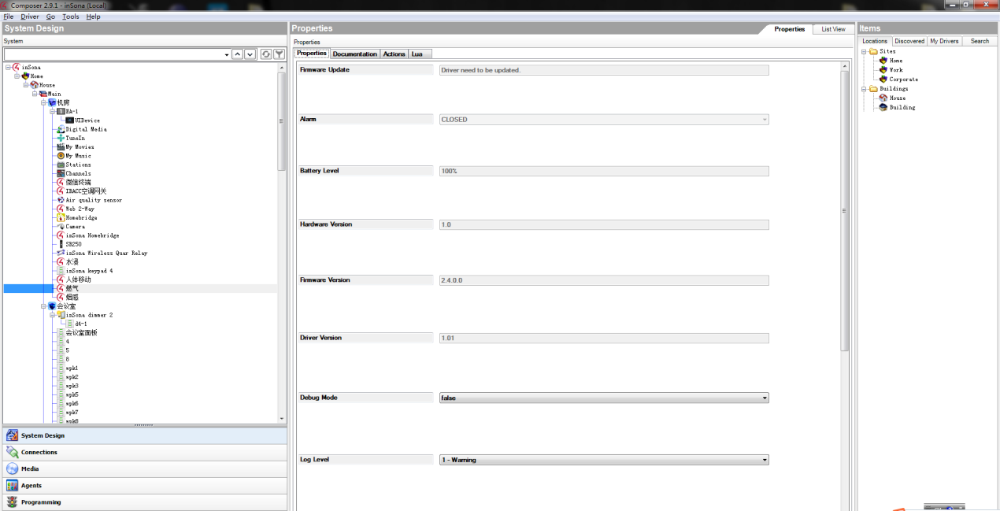 Composer 2.9.1 - inSona (Local)
File Driver Go Tools Help
System Design
System
inSona
Home
House
Main
机房
EA-1
UIDevice
Digital Media
TuneIn
My Movies
My Music
Stations
Channels
微信终端
IRACC空调网关
Air quality sensor
Web 2-Way
Homebridge
Camera
inSona Homebridge
SR250
inSona Wireless Quar Relay
水浸
inSona keypad 4
人体移动
燃气
烟感
会议室
inSona dimmer 2
d4-1
会议室面板
4
5
8
wpk1
wpk2
wpk3
wpk5
wpk6
wpk7
wpk8
System Design
Connections
Media
Agents
Programming
Properties
Properties List View
Properties
Properties Documentation Actions Lua
Firmware Update Driver need to be updated.
Alarm CLOSED
Battery Level 100%
Hardware Version 1.0
Firmware Version 2.4.0.0
Driver Version 1.01
Debug Mode false
Log Level 1 - Warning
Items
Locations Discovered My Drivers Search
Sites
Home
Work
Corporate
Buildings
House
Building